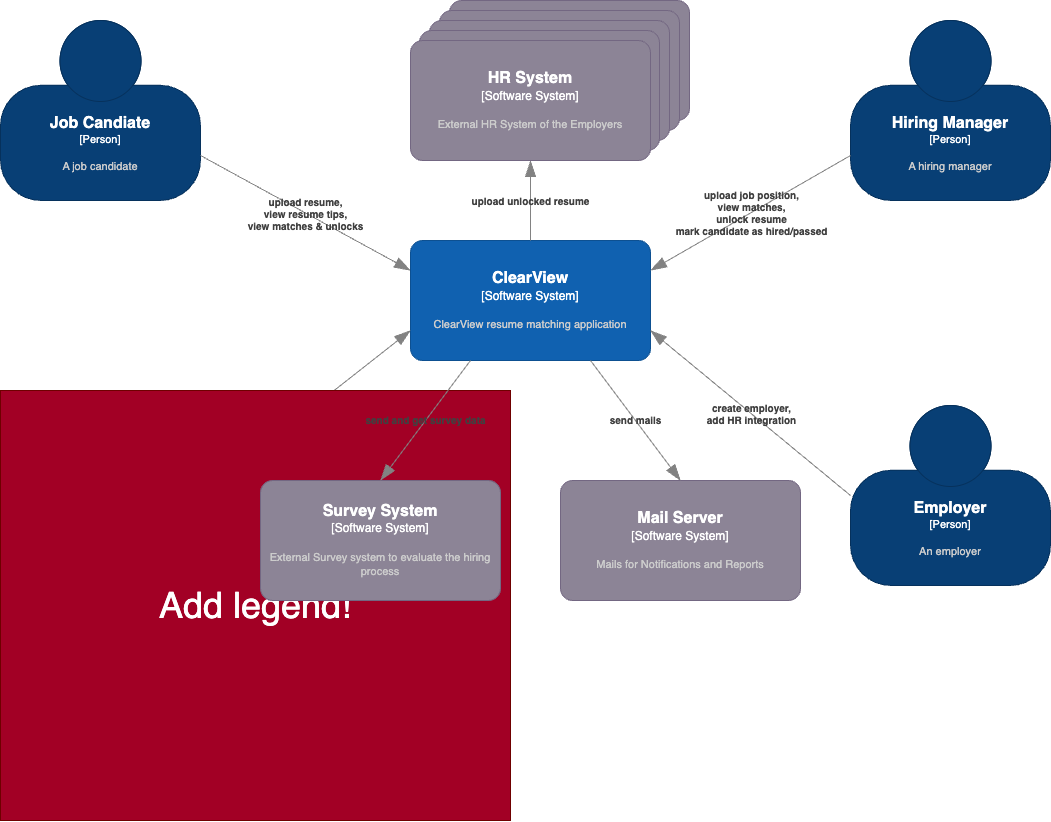 HR System
[Software System]
External HR System of the Employers
Job Candiate
[Person]
A job candidate
Hiring Manager
[Person]
A hiring manager
upload resume,
view resume tips,
view matches & unlocks
upload unlocked resume
upload job position,
view matches,
unlock resume
mark candidate as hired/passed
ClearView
[Software System]
ClearView resume matching application
send and get survey data
send mails
create employer,
add HR integration
Survey System
[Software System]
External Survey system to evaluate the hiring
process
Mail Server
[Software System]
Mails for Notifications and Reports
Employer
[Person]
An employer
Add legend!